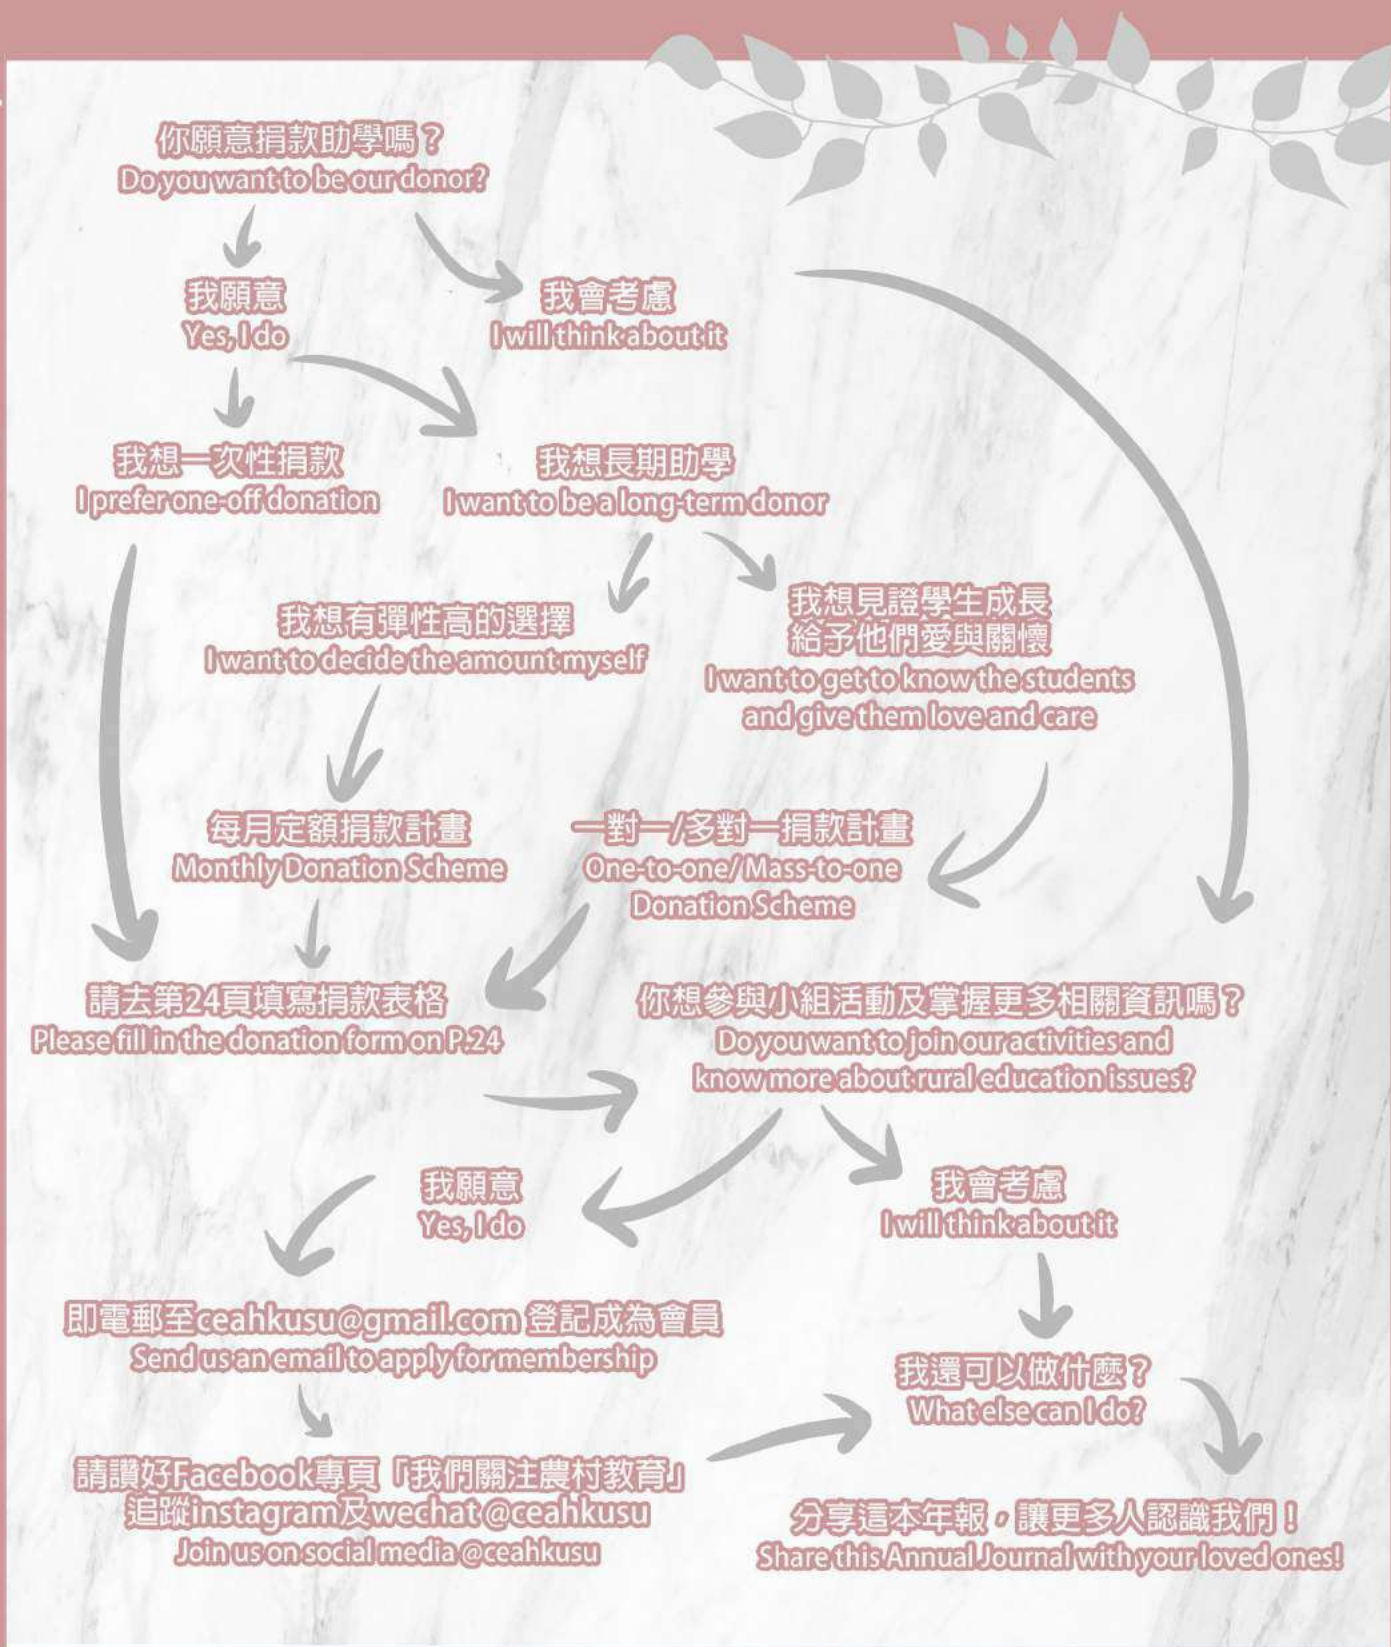 你願意捐款助學嗎？
Do you want to be our donor?
我願意
Yes, I do
我會考慮
I will think about it
我想一次性捐款
I prefer one-off donation
我想長期助學
I want to be a long-term donor
我想有彈性高的選擇
I want to decide the amount myself
我想見證學生成長
給予他們愛與關懷
I want to get to know the students
and give them love and care
每月定額捐款計畫
Monthly Donation Scheme
一對一/多對一捐款計畫
One-to-one/ Mass-to-one
Donation Scheme
請去第24頁填寫捐款表格
Please fill in the donation form on P.24
你想參與小組活動及掌握更多相關資訊嗎？
Do you want to join our activities and
know more about rural education issues?
我願意
Yes, I do
我會考慮
I will think about it
即電郵至ceahkusu@gmail.com 登記成為會員
Send us an email to apply for membership
我還可以做什麼？
What else can I do?
請讚好Facebook專頁「我們關注農村教育」
追蹤instagram及wechat @ceahkusu
Join us on social media @ceahkusu
分享這本年報，讓更多人認識我們！
Share this Annual Journal with your loved ones!